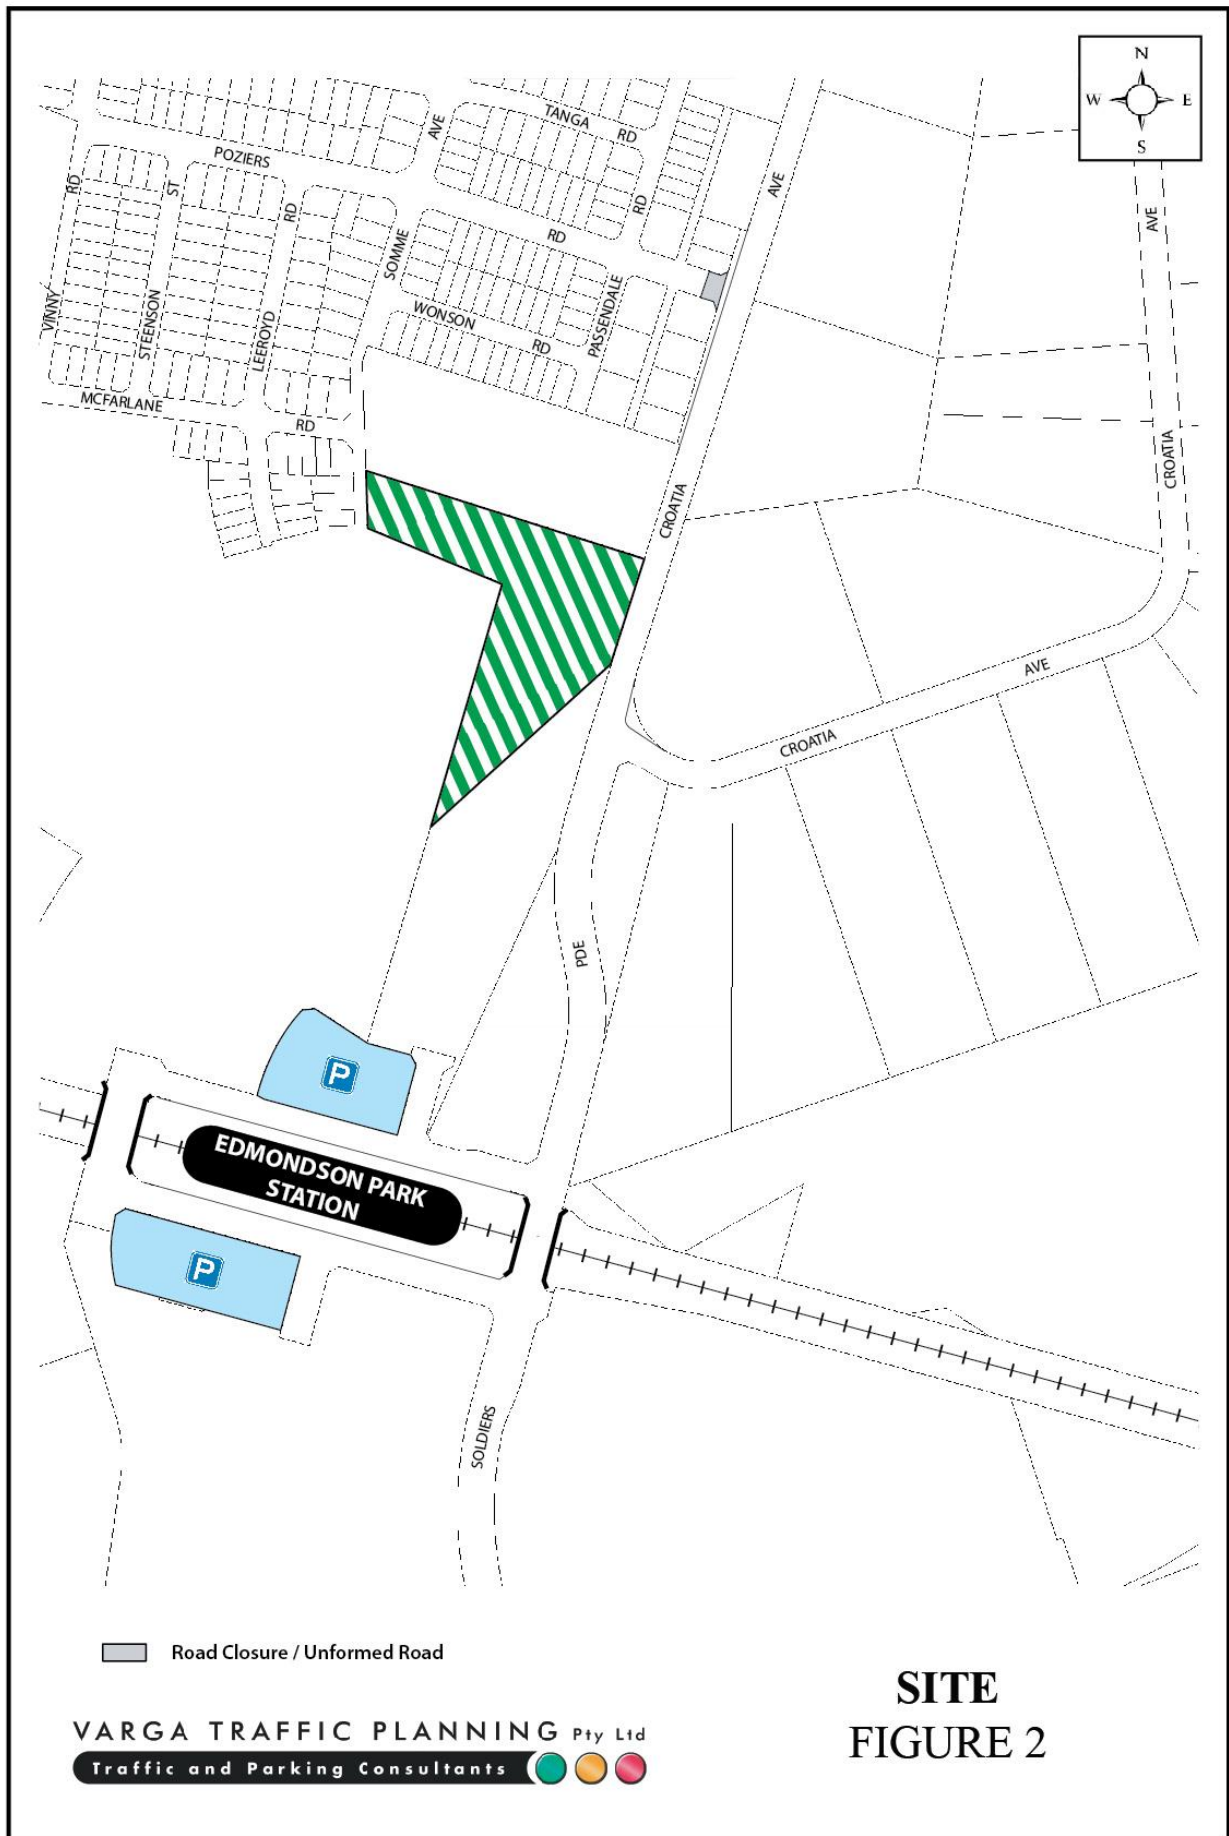 N
W E
S
TANGA
RD
AVE
POZIERS
RD
ST
RD
RD
AVE
AVE
SOMME
RD
VINNY
STEENSON
LEEROYD
WONSON
RD
PASSENDALE
MCFARLANE
RD
CROATIA
CROATIA
AVE
CROATIA
PDE
P
EDMONDSON PARK
STATION
P
SOLDIERS
Road Closure / Unformed Road
SITE
FIGURE 2
VARGA TRAFFIC PLANNING Pty Ltd
Traffic and Parking Consultants